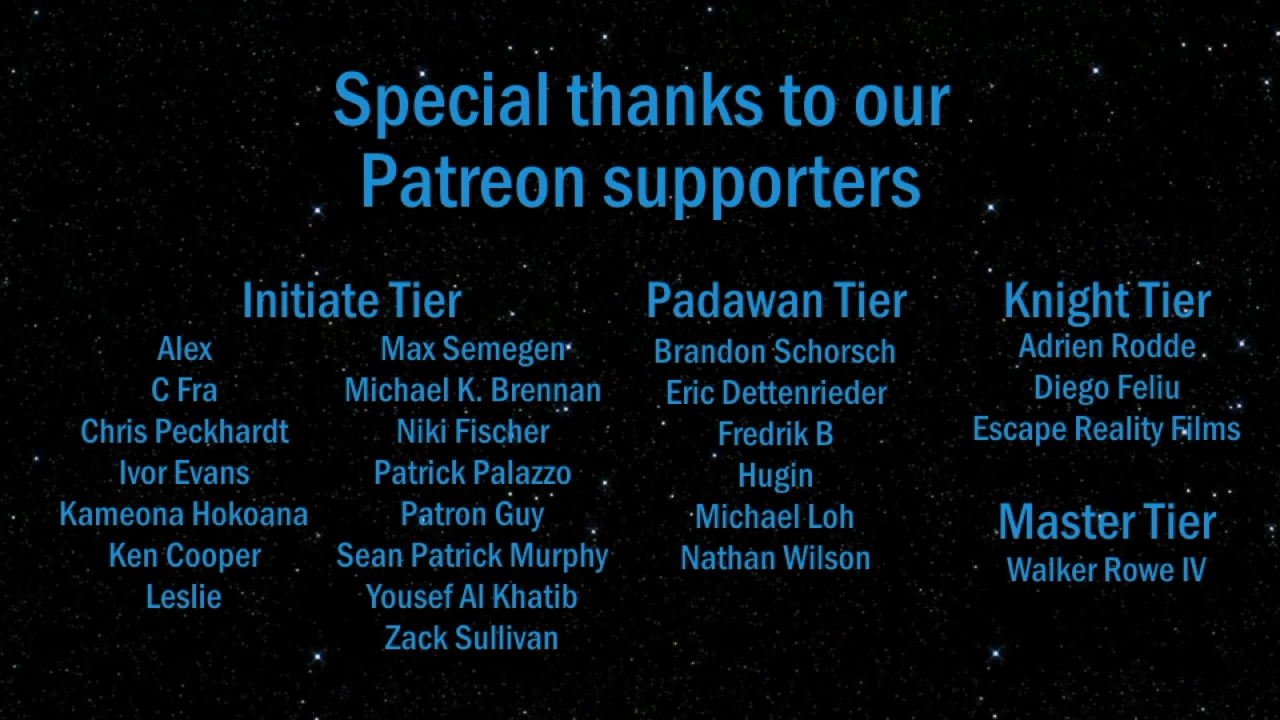 Special thanks to our
Patreon supporters
Initiate Tier
Alex
C Fra
Chris Peckhardt
Ivor Evans
Kameona Hokoana
Ken Cooper
Leslie
Max Semegen
Michael K. Brennan
Niki Fischer
Patrick Palazzo
Patron Guy
Sean Patrick Murphy
Yousef Al Khatib
Zack Sullivan
Padawan Tier
Brandon Schorsch
Eric Dettenrieder
Fredrik B
Hugin
Michael Loh
Nathan Wilson
Knight Tier
Adrien Rodde
Diego Feliu
Escape Reality Films
Master Tier
Walker Rowe IV